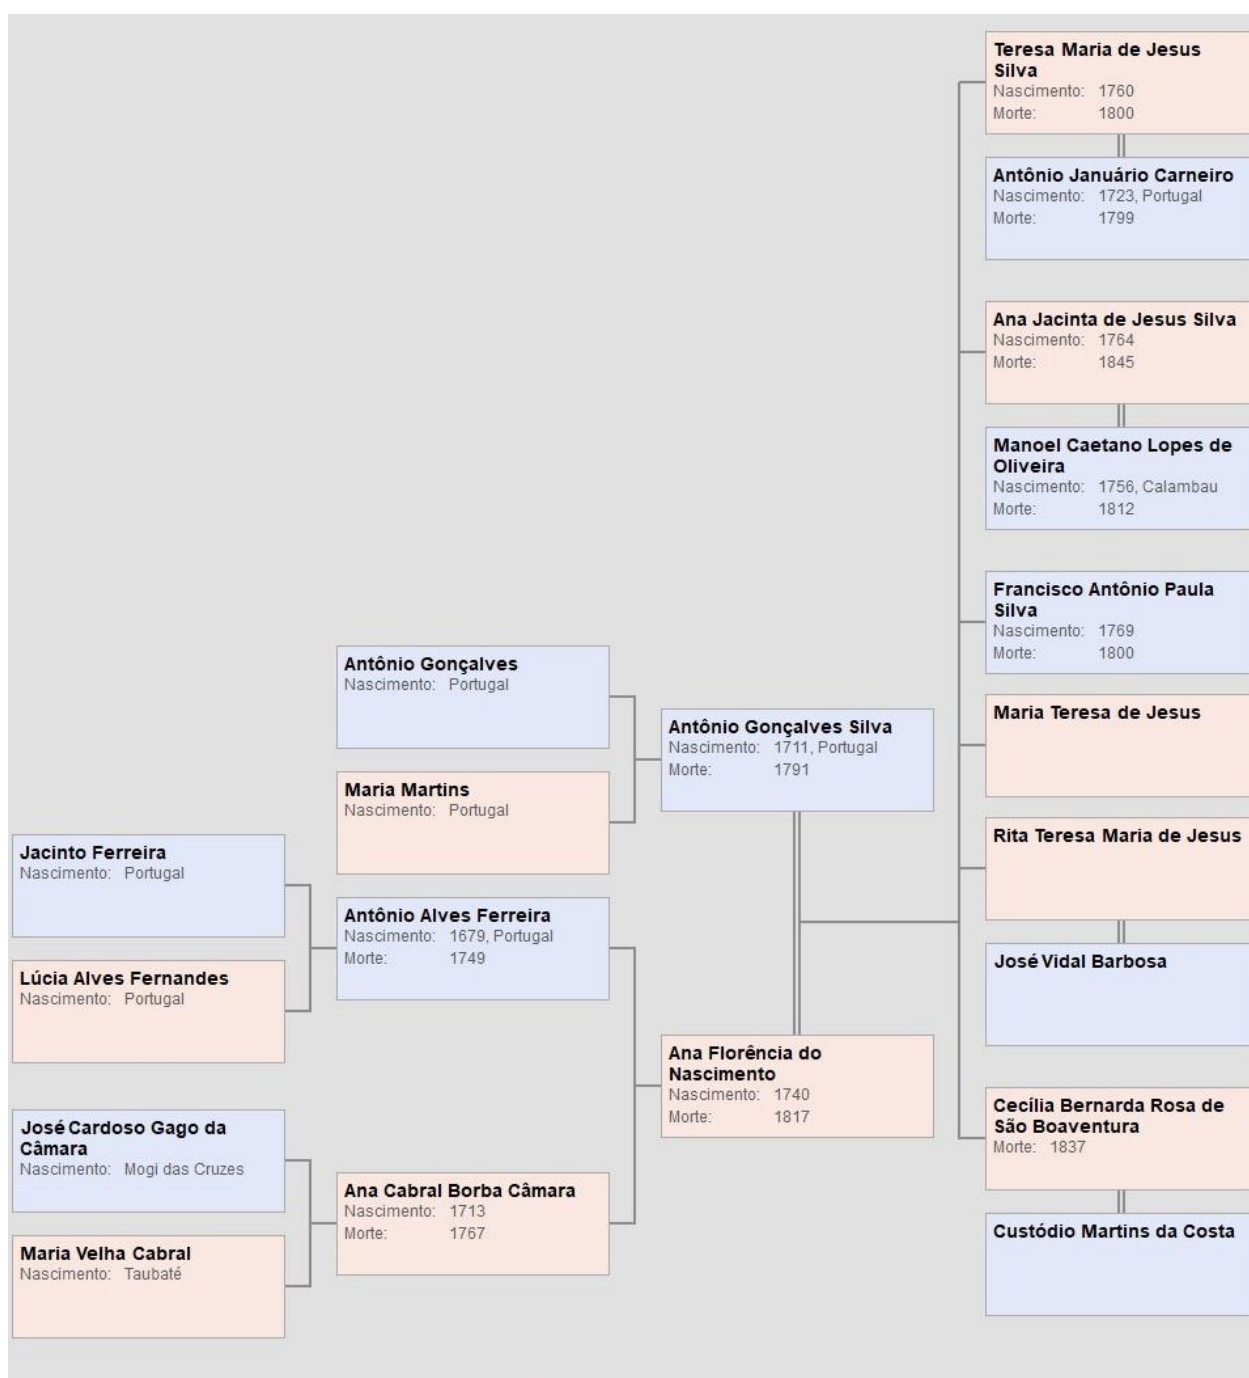 Jacinto Ferreira
Nascimento: Portugal
Lúcia Alves Fernandes
Nascimento: Portugal
José Cardoso Gago da
Câmara
Nascimento: Mogi das Cruzes
Maria Velha Cabral
Nascimento: Taubaté
Antônio Gonçalves
Nascimento: Portugal
Maria Martins
Nascimento: Portugal
Antônio Alves Ferreira
Nascimento: 1679, Portugal
Morte: 1749
Ana Cabral Borba Câmara
Nascimento: 1713
Morte: 1767
Antônio Gonçalves Silva
Nascimento: 1711, Portugal
Morte: 1791
Ana Florência do
Nascimento
Nascimento: 1740
Morte: 1817
Teresa Maria de Jesus
Silva
Nascimento: 1760
Morte: 1800
Antônio Januário Carneiro
Nascimento: 1723, Portugal
Morte: 1799
Ana Jacinta de Jesus Silva
Nascimento: 1764
Morte: 1845
Manoel Caetano Lopes de
Oliveira
Nascimento: 1756, Calambau
Morte: 1812
Francisco Antônio Paula
Silva
Nascimento: 1769
Morte: 1800
Maria Teresa de Jesus
Rita Teresa Maria de Jesus
José Vidal Barbosa
Cecília Bernarda Rosa de
São Boaventura
Morte: 1837
Custódio Martins da Costa